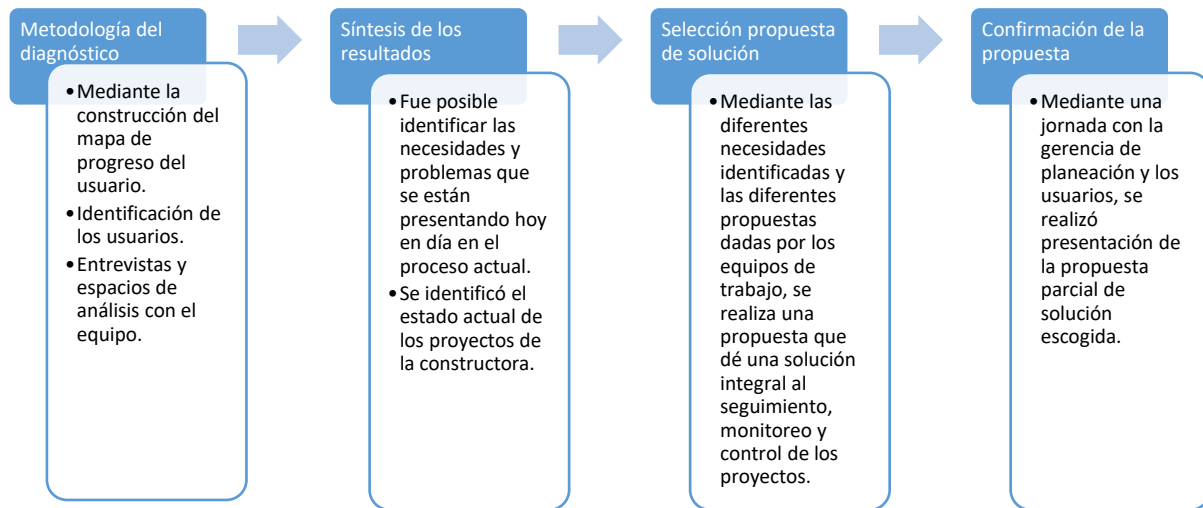 Metodología del
diagnóstico
• Mediante la
construcción del
mapa de
progreso del
usuario.
• Identificación de
los usuarios.
• Entrevistas y
espacios de
análisis con el
equipo.
Síntesis de los
resultados
• Fue posible
identificar las
necesidades y
problemas que
se están
presentando hoy
en día en el
proceso actual.
• Se identificó el
estado actual de
los proyectos de
la constructora.
Selección propuesta
de solución
• Mediante las
diferentes
necesidades
identificadas y
las diferentes
propuestas
dadas por los
equipos de
trabajo, se
realiza una
propuesta que
dé una solución
integral al
seguimiento,
monitoreo y
control de los
proyectos.
Confirmación de la
propuesta
• Mediante una
jornada con la
gerencia de
planeación y los
usuarios, se
realizó
presentación de
la propuesta
parcial de
solución
escogida.